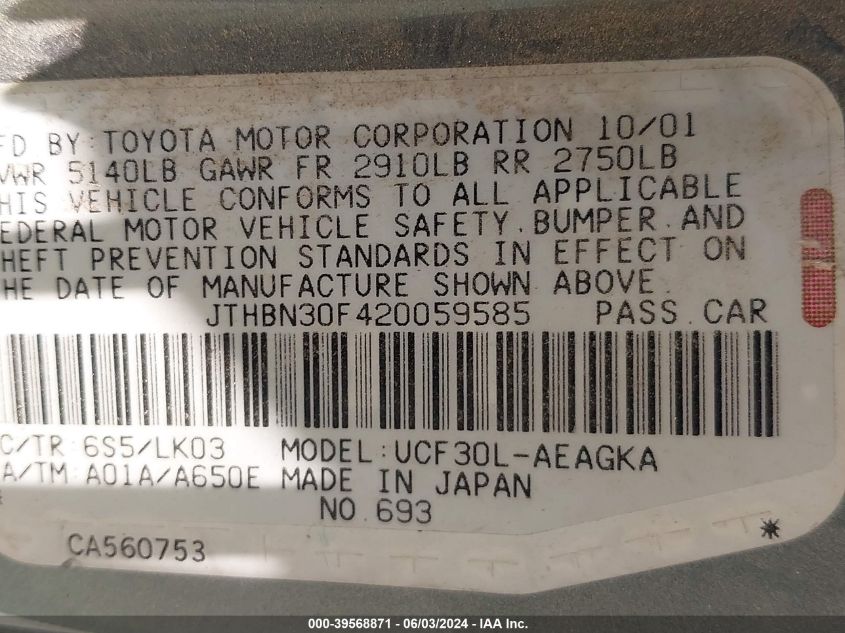 FD BY: TOYOTA MOTOR CORPORATION 10/01
VWR 5140LB GAWR FR 2910LB RR 2750LB
HIS VEHICLE CONFORMS TO ALL APPLICABLE
EDERAL MOTOR VEHICLE SAFETY, BUMPER, AND
HEFT PREVENTION STANDARDS IN EFFECT ON
HE DATE OF MANUFACTURE SHOWN ABOVE.
JTHBN30F420059585 PASS. CAR
C/TR: 6S5/LK03 MODEL: UCF30L-AEAGKA
A/TM: A01A/A650E MADE IN JAPAN
NO. 693
CA560753 *
000-39568871 - 06/03/2024 - IAA Inc.